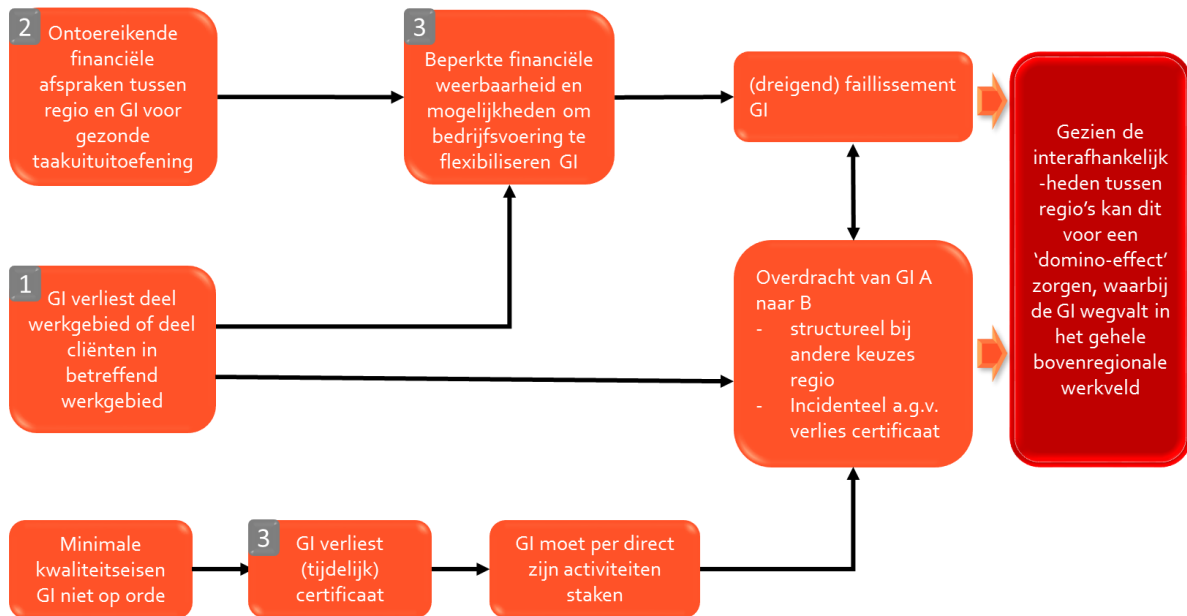 2
Ontoereikende
financiële
afspraken tussen
regio en GI voor
gezonde
taakuituitoefening
3
Beperkte financiële
weerbaarheid en
mogelijkheden om
bedrijfsvoering te
flexibiliseren GI
(dreigend) faillissement
GI
Gezien de
interafhankelijk
-heden tussen
regio's kan dit
voor een
‘domino-effect’
zorgen, waarbij
de GI wegvalt in
het gehele
bovenregionale
werkveld
1
GI verliest deel
werkgebied of deel
cliënten in
betreffend
werkgebied
Overdracht van GI A
naar B
- structureel bij
andere keuzes
regio
- Incidenteel a.g.v.
verlies certificaat
Minimale
kwaliteitseisen
GI niet op orde
3
GI verliest
(tijdelijk)
certificaat
GI moet per direct
zijn activiteiten
staken